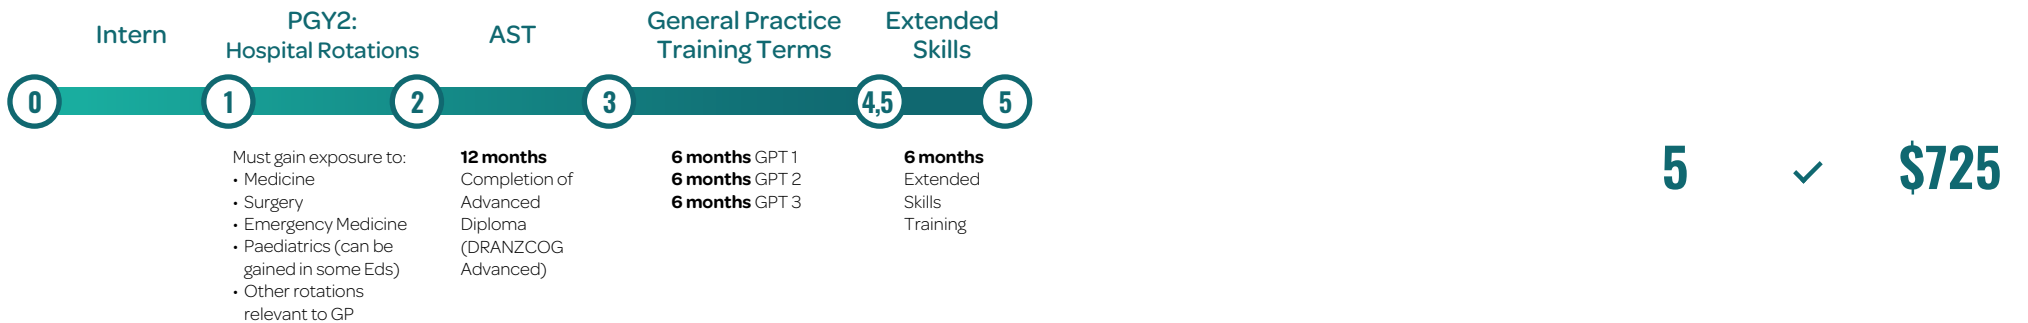 Intern
PGY2:
Hospital Rotations
AST
General Practice
Training Terms
Extended
Skills
0
1
2
3
4,5
5
Must gain exposure to:
• Medicine
• Surgery
• Emergency Medicine
• Paediatrics (can be
gained in some Eds)
• Other rotations
relevant to GP
12 months
Completion of
Advanced
Diploma
(DRANZCOG
Advanced)
6 months GPT 1
6 months GPT 2
6 months GPT 3
6 months
Extended
Skills
Training
5 ✓ $725